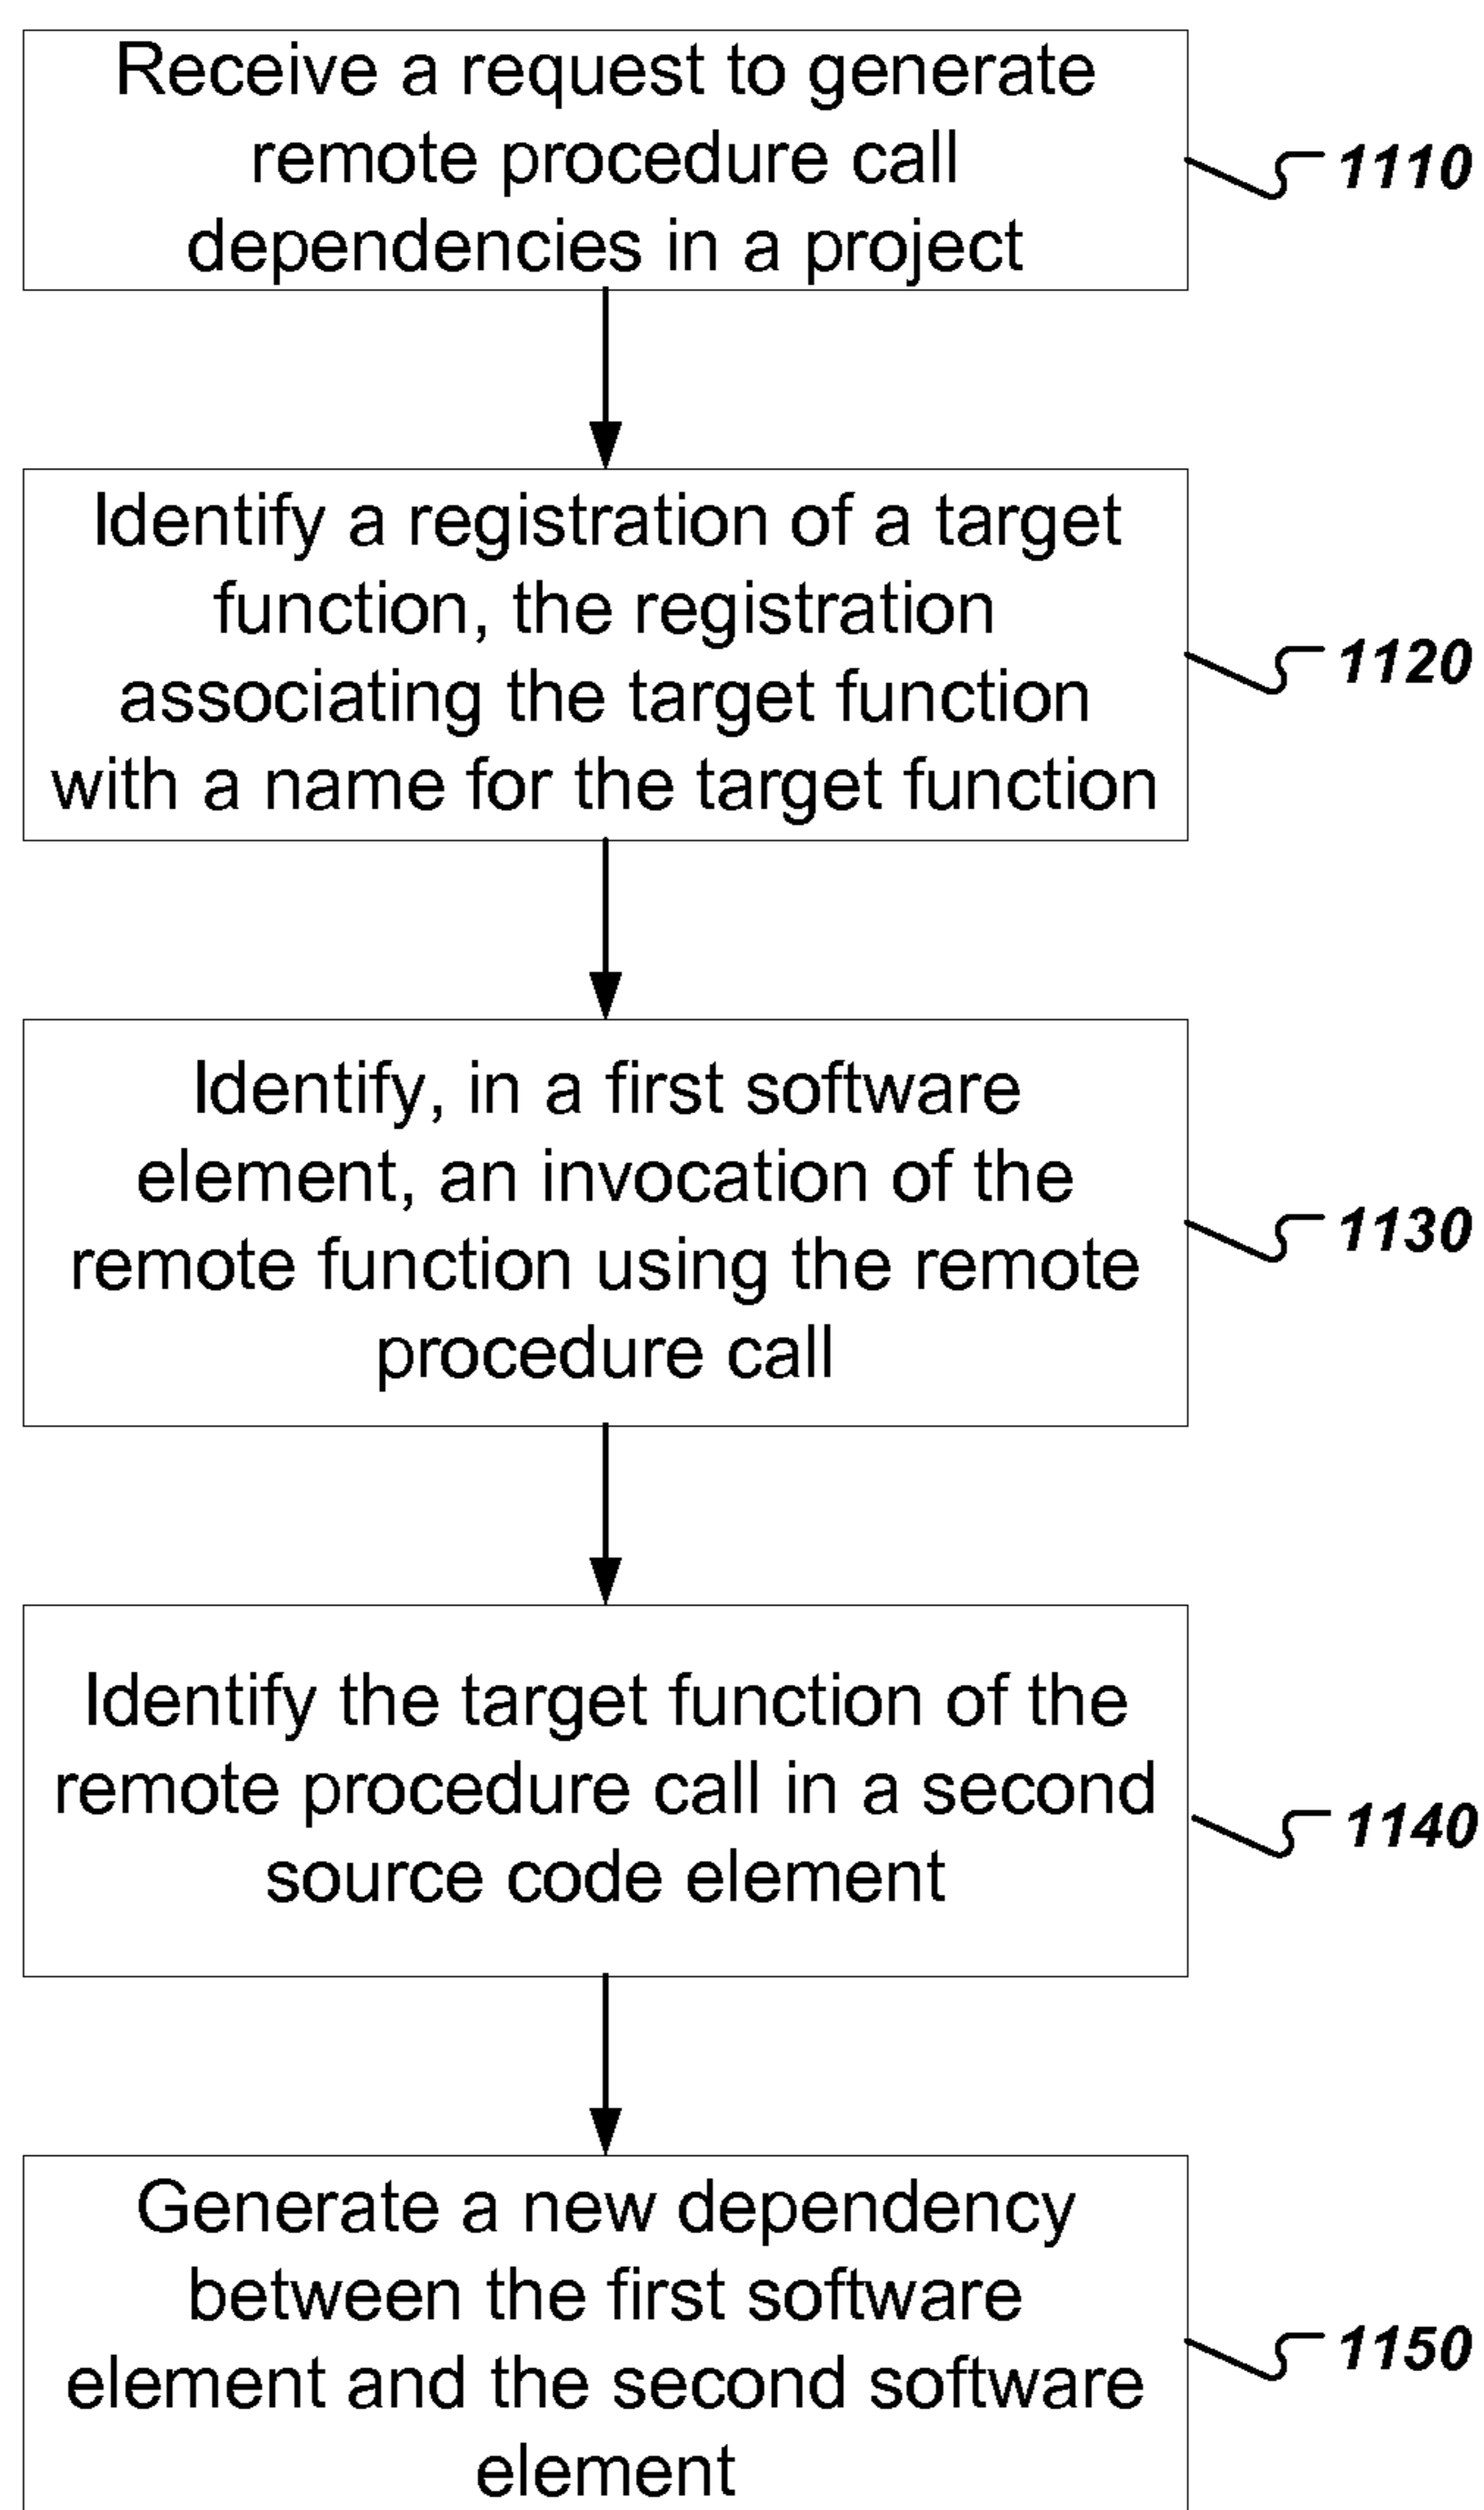 Receive a request to generate
remote procedure call
dependencies in a project
1110
Identify a registration of a target
function, the registration
associating the target function
with a name for the target function
1120
Identify, in a first software
element, an invocation of the
remote function using the remote
procedure call
1130
Identify the target function of the
remote procedure call in a second
source code element
1140
Generate a new dependency
between the first software
element and the second software
element
1150